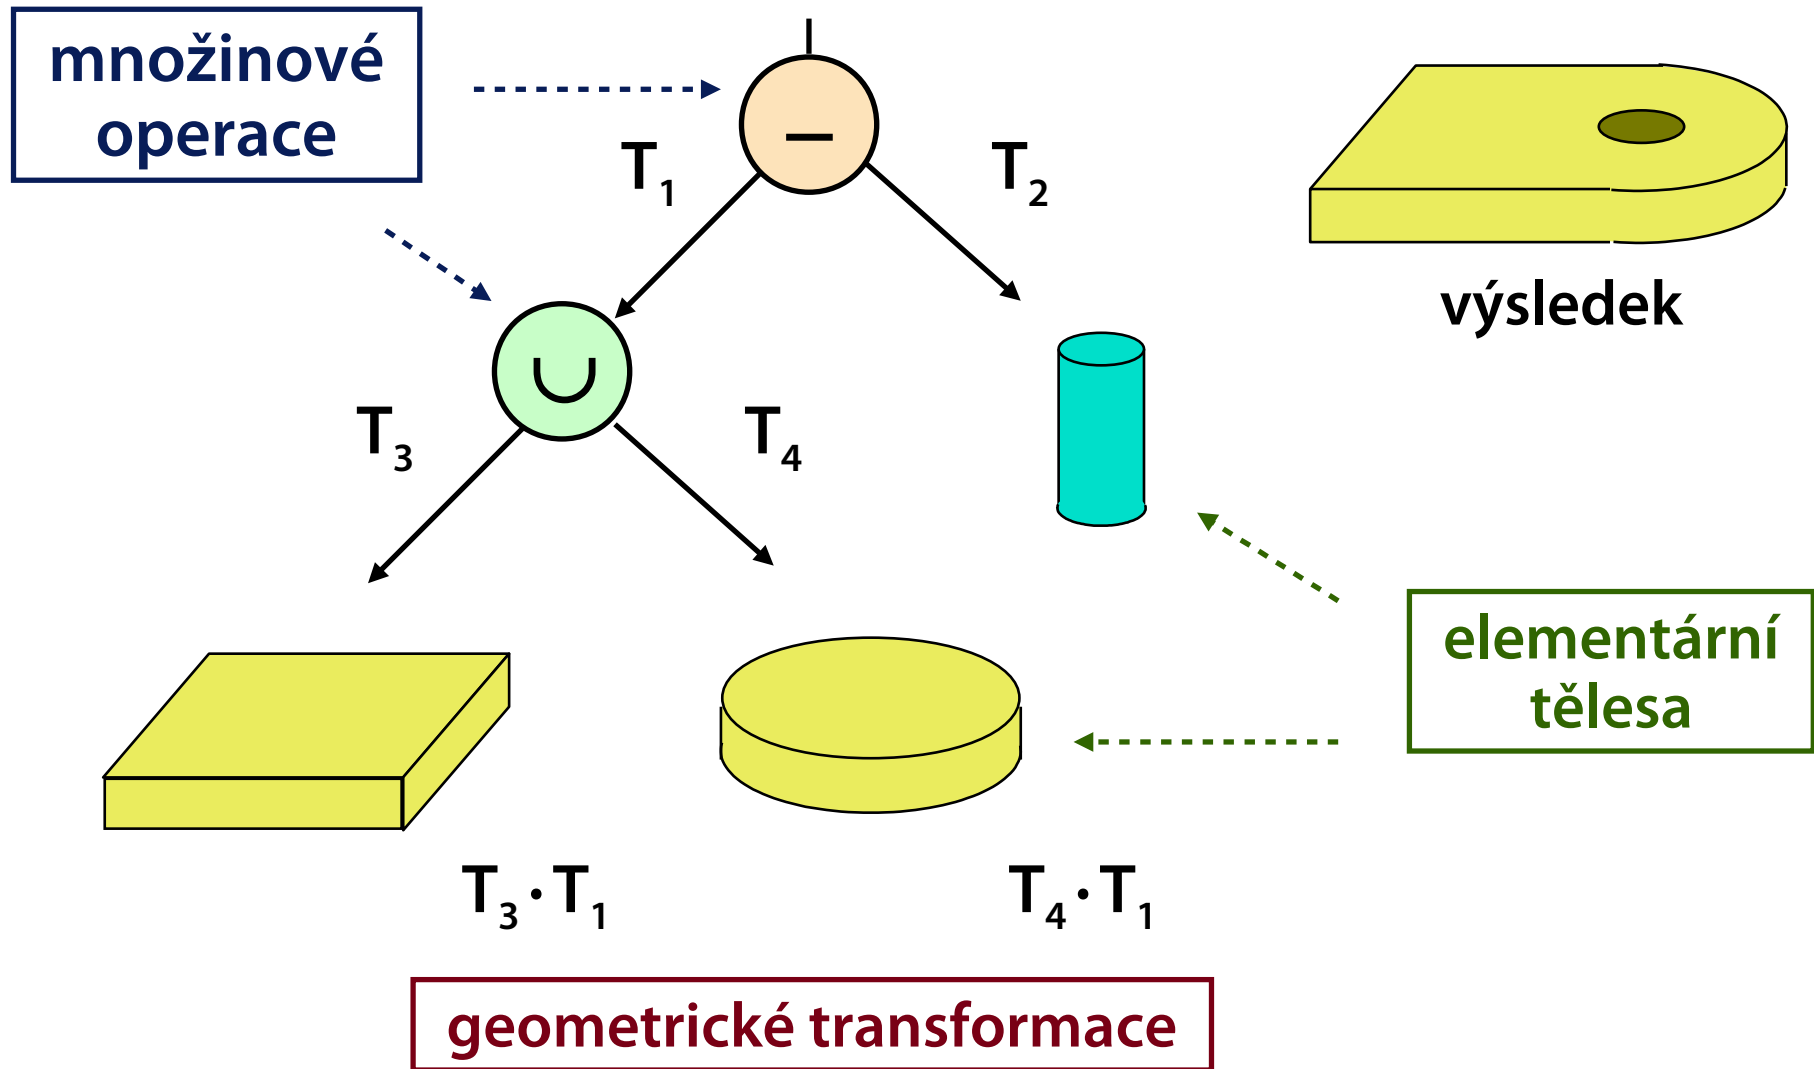 množinové
operace
–
T1
T2
výsledek
∪
T3
T4
elementární
tělesa
T3·T1
T4·T1
geometrické transformace